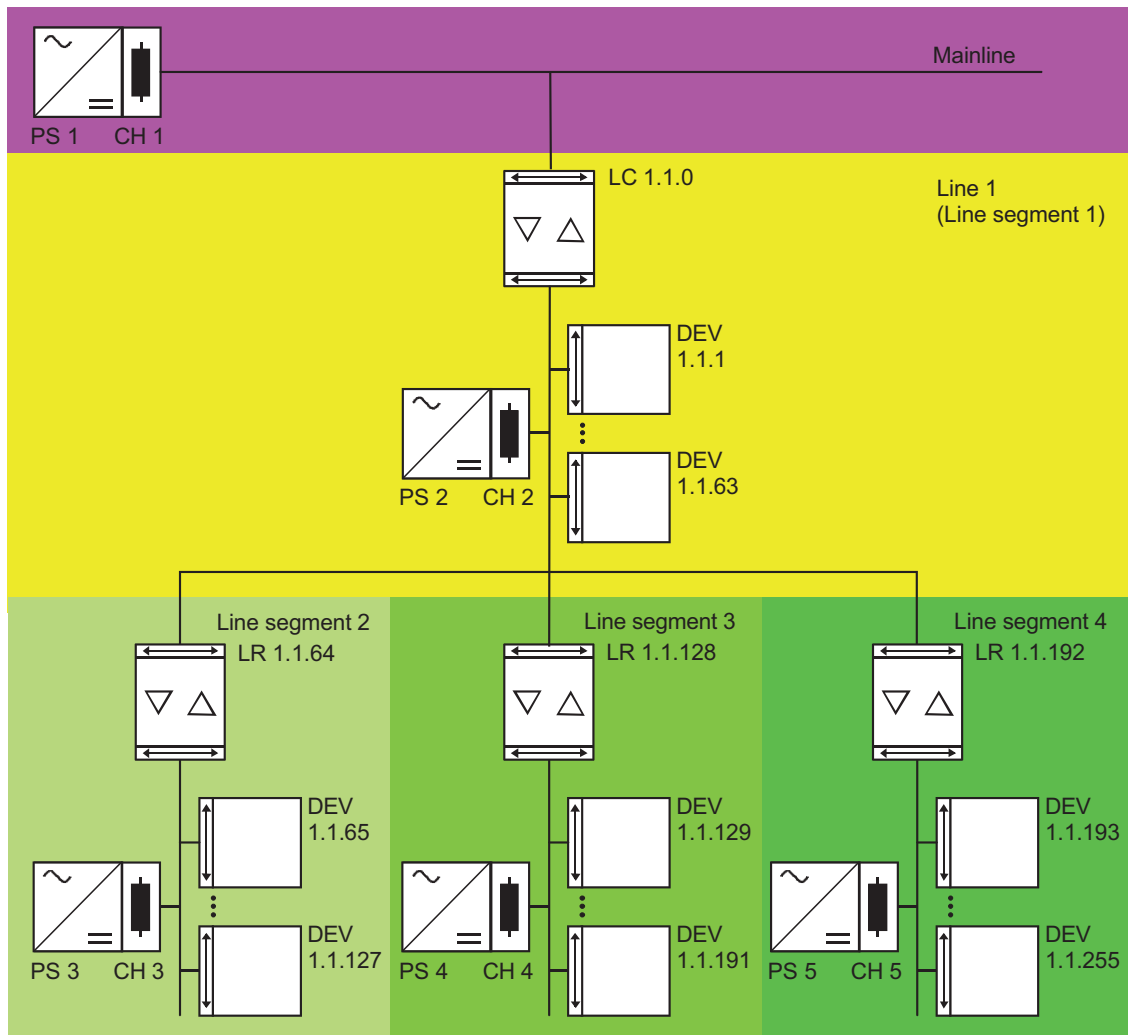 Mainline
PS 1
CH 1
LC 1.1.0
Line 1
(Line segment 1)
DEV
1.1.1
DEV
1.1.63
PS 2
CH 2
Line segment 2
LR 1.1.64
DEV
1.1.65
DEV
1.1.127
PS 3
CH 3
Line segment 3
LR 1.1.128
DEV
1.1.129
DEV
1.1.191
PS 4
CH 4
Line segment 4
LR 1.1.192
DEV
1.1.193
DEV
1.1.255
PS 5
CH 5